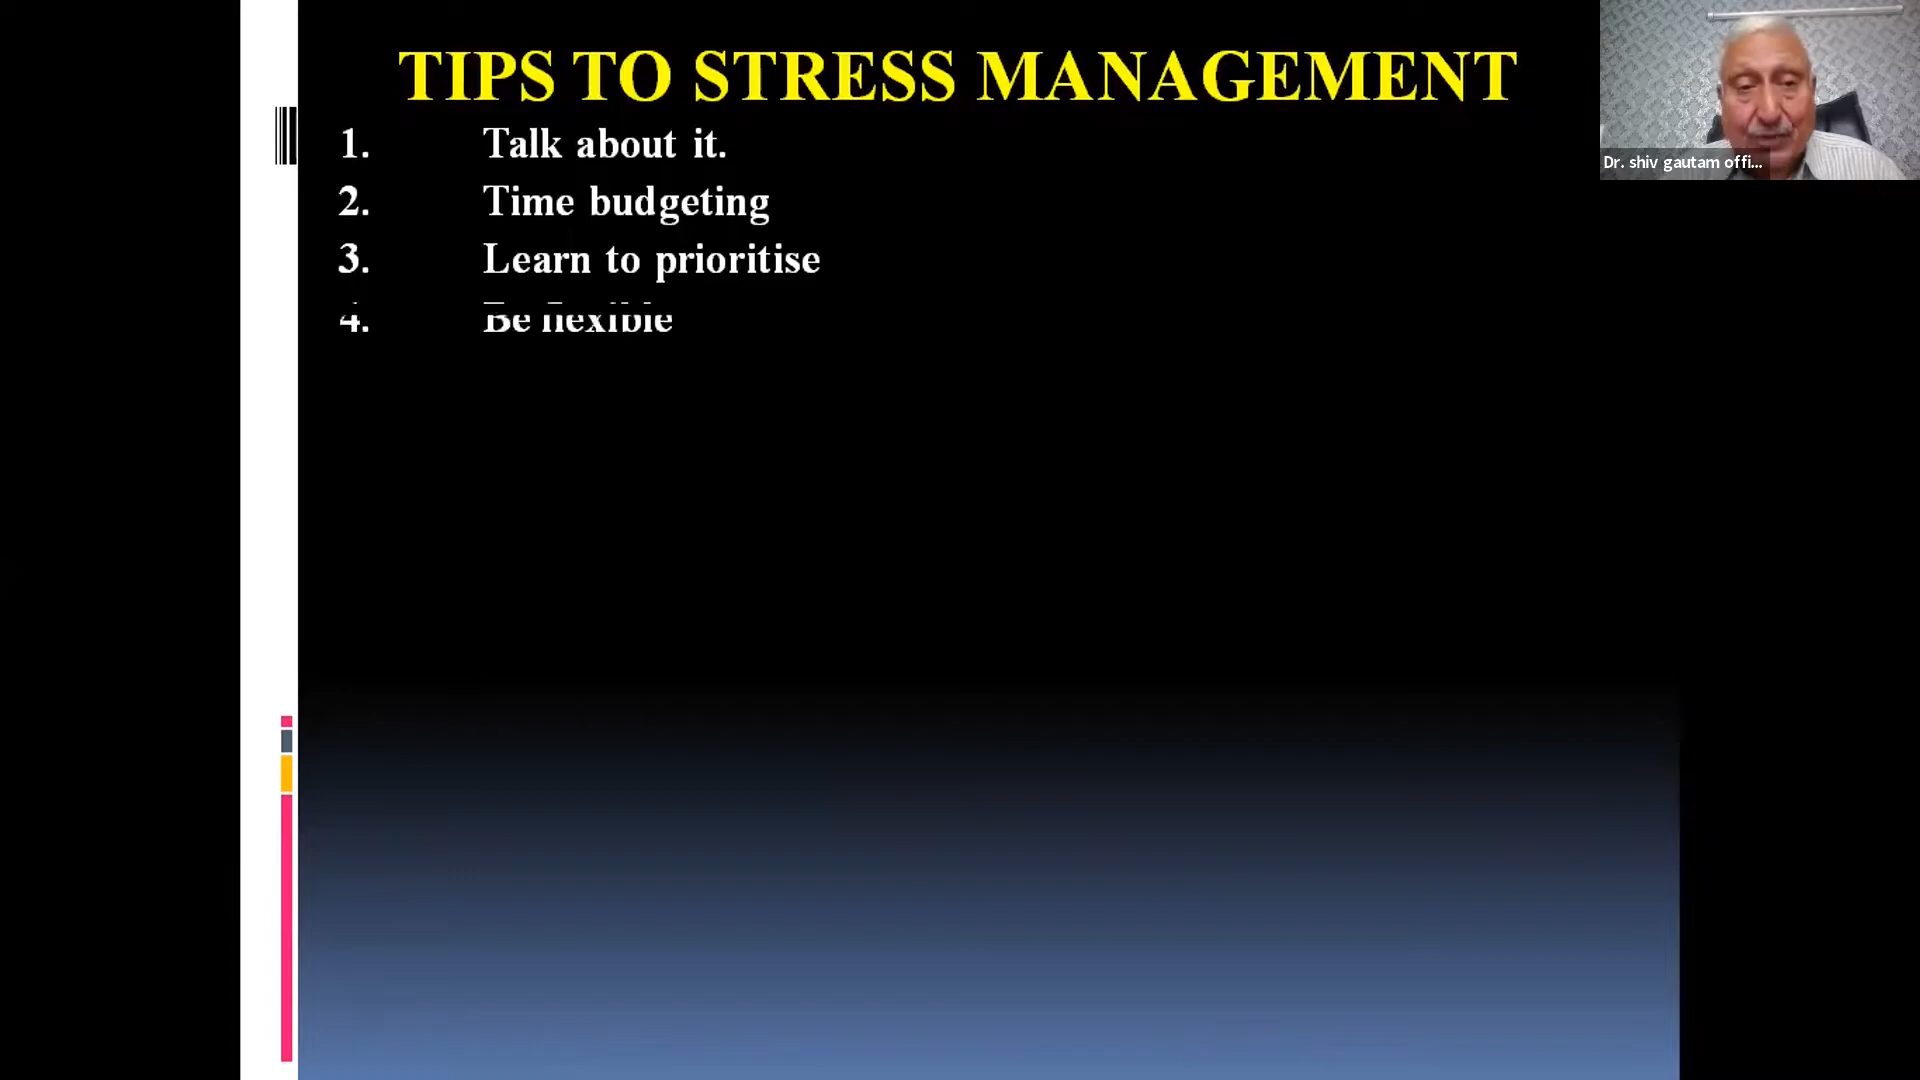 TIPS TO STRESS MANAGEMENT
1. Talk about it.
2. Time budgeting
3. Learn to prioritise
4. Be flexible
Dr. shiv gautam offi...